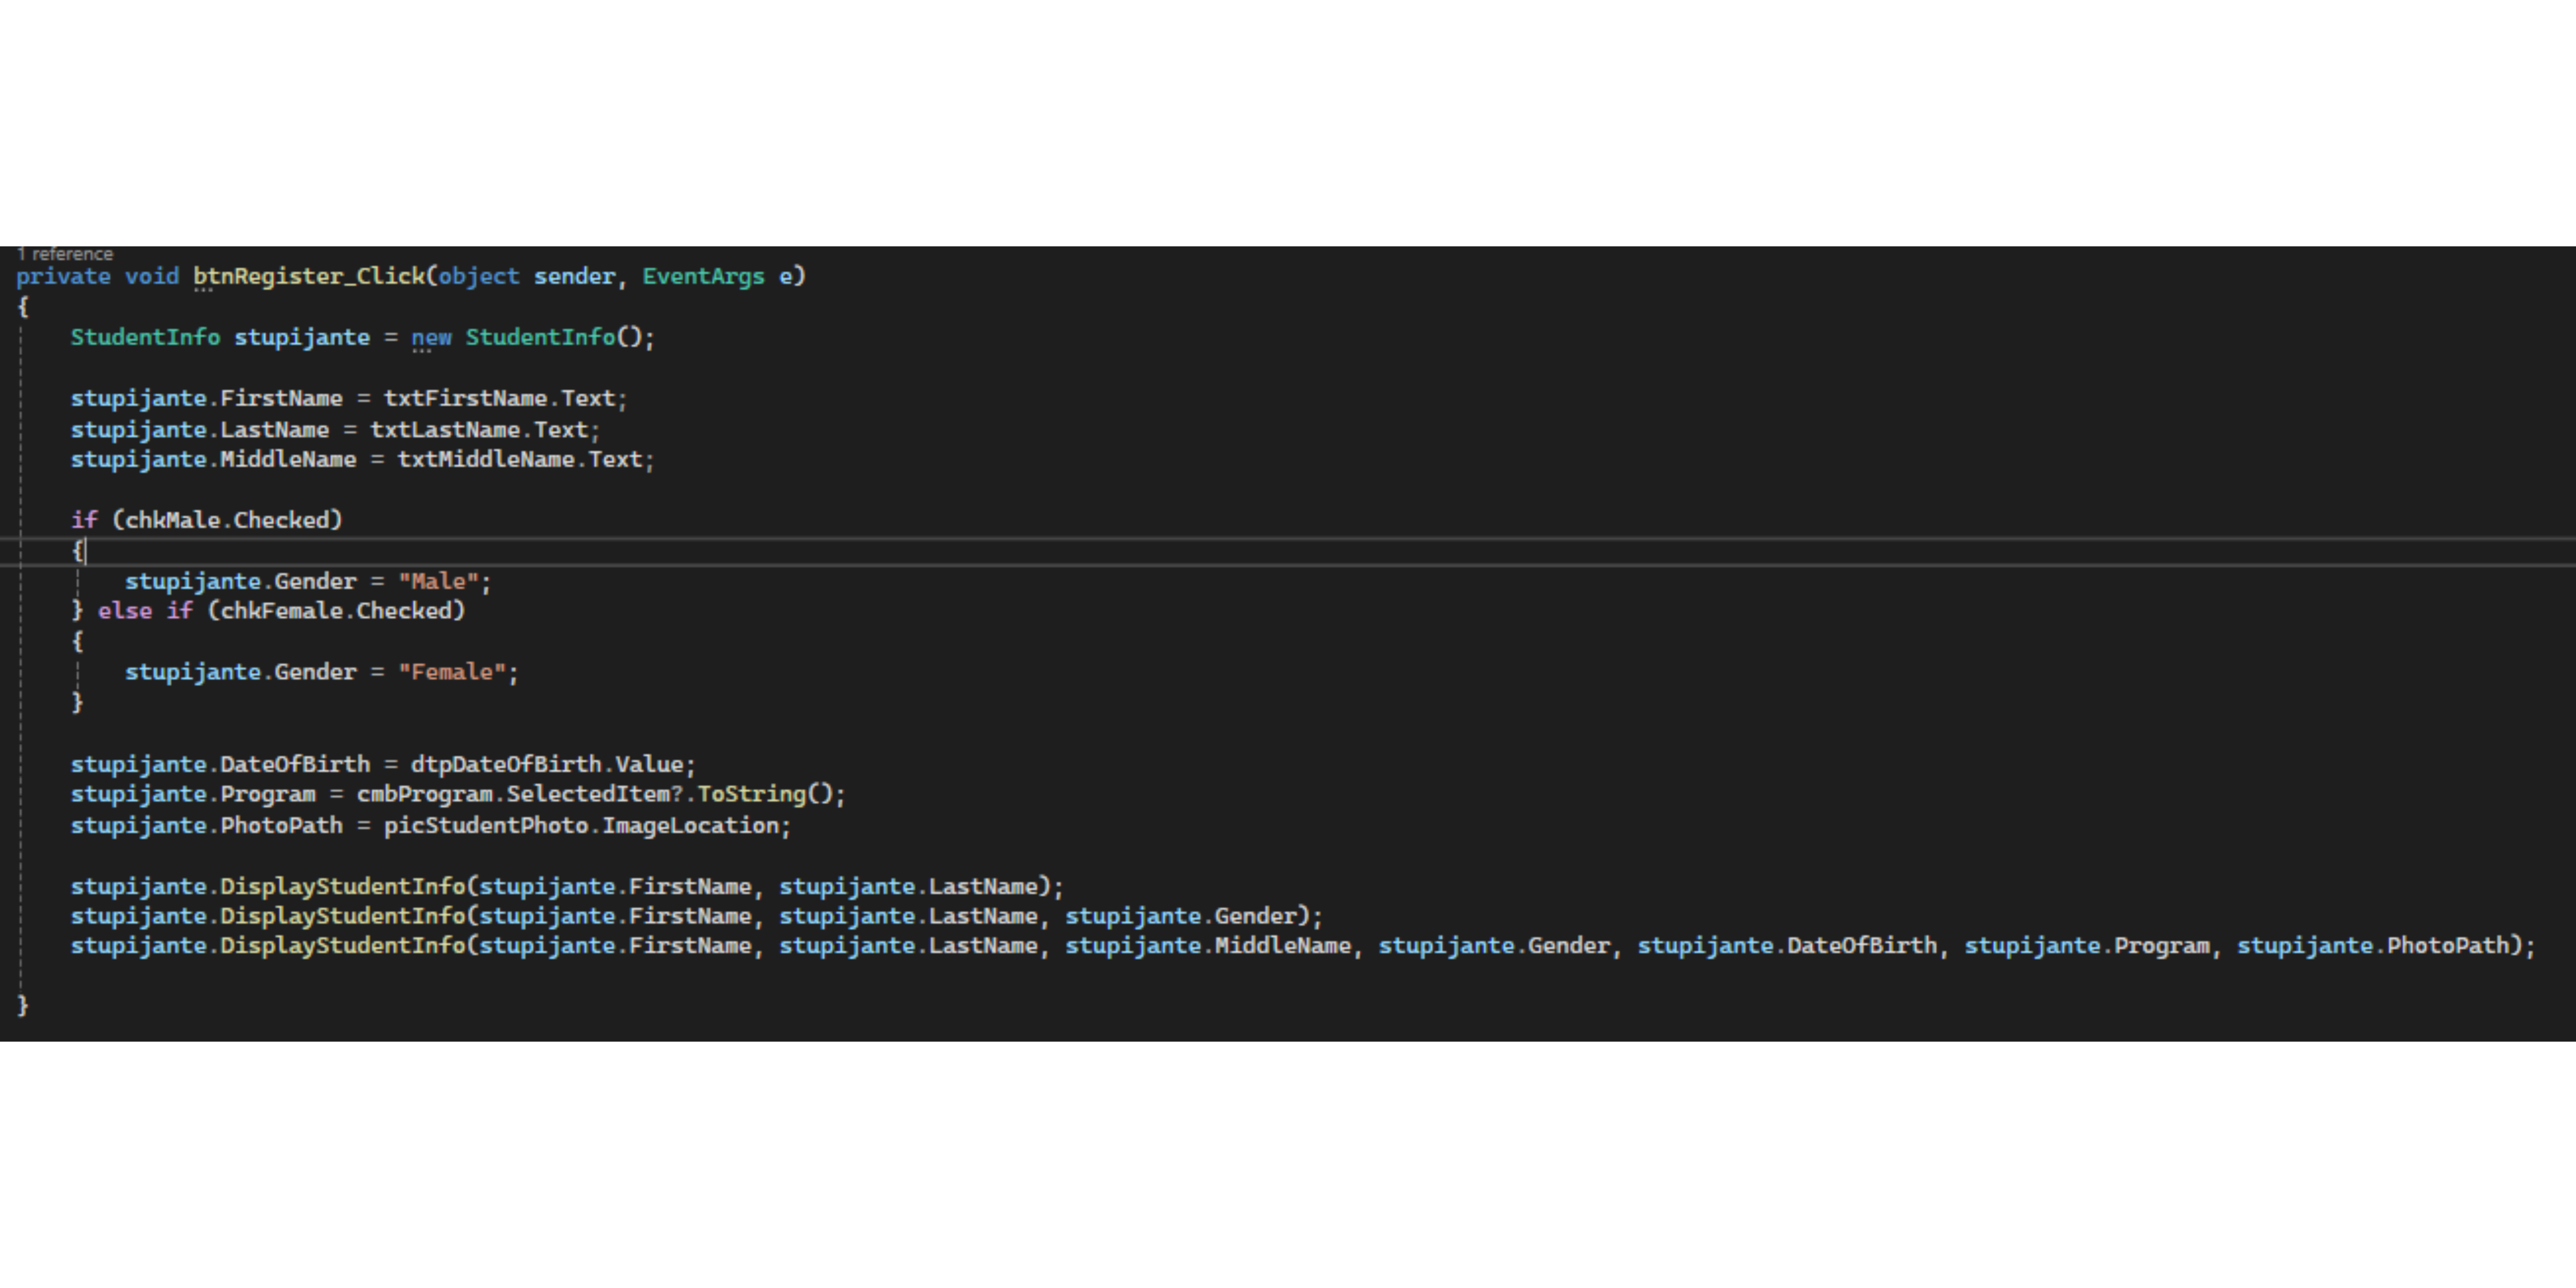 1 reference
private void btnRegister_Click(object sender, EventArgs e)
{
StudentInfo stupijante = new StudentInfo();
stupijante.FirstName = txtFirstName.Text;
stupijante.LastName = txtLastName.Text;
stupijante.MiddleName = txtMiddleName.Text;
if (chkMale.Checked)
{
stupijante.Gender = "Male";
} else if (chkFemale.Checked)
{
stupijante.Gender = "Female";
}
stupijante.DateOfBirth = dtpDateOfBirth.Value;
stupijante.Program = cmbProgram.SelectedItem?.ToString();
stupijante.PhotoPath = picStudentPhoto.ImageLocation;
stupijante.DisplayStudentInfo(stupijante.FirstName, stupijante.LastName);
stupijante.DisplayStudentInfo(stupijante.FirstName, stupijante.LastName, stupijante.Gender);
stupijante.DisplayStudentInfo(stupijante.FirstName, stupijante.LastName, stupijante.MiddleName, stupijante.Gender, stupijante.DateOfBirth, stupijante.Program, stupijante.PhotoPath);
}